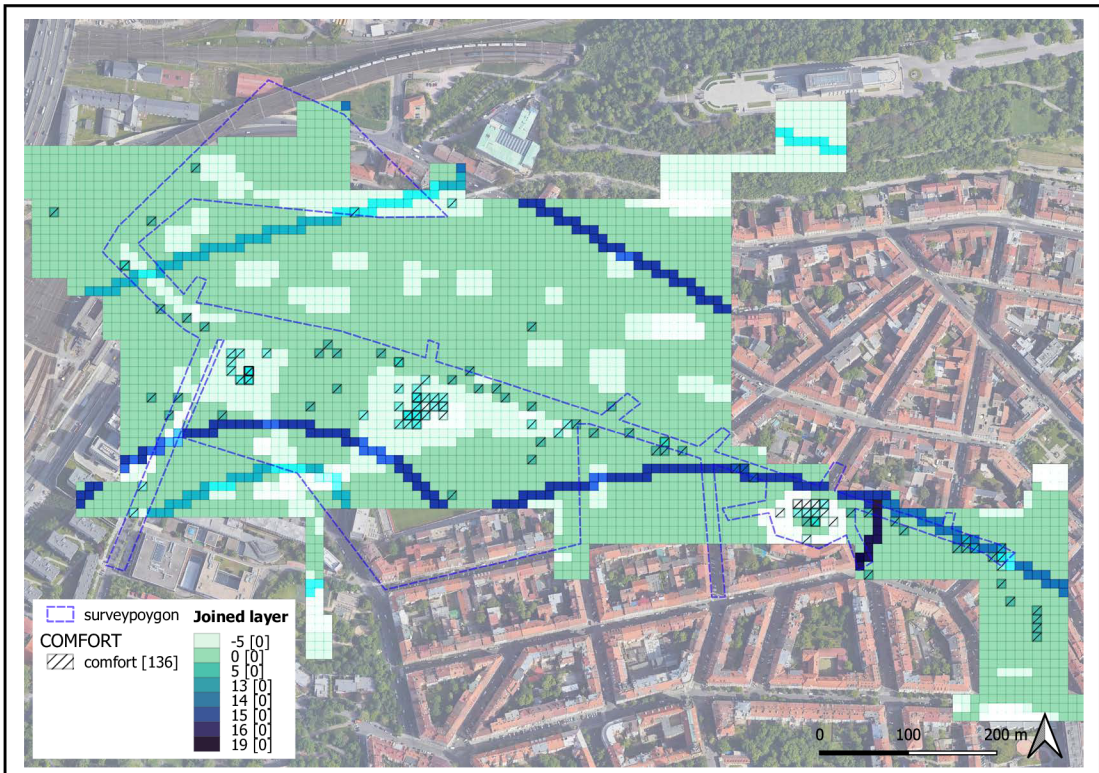 surveypoygon
COMFORT
comfort [136]
Joined layer
-5 [0]
0 [0]
5 [0]
13 [0]
14 [0]
15 [0]
16 [0]
19 [0]
0 100 200 m